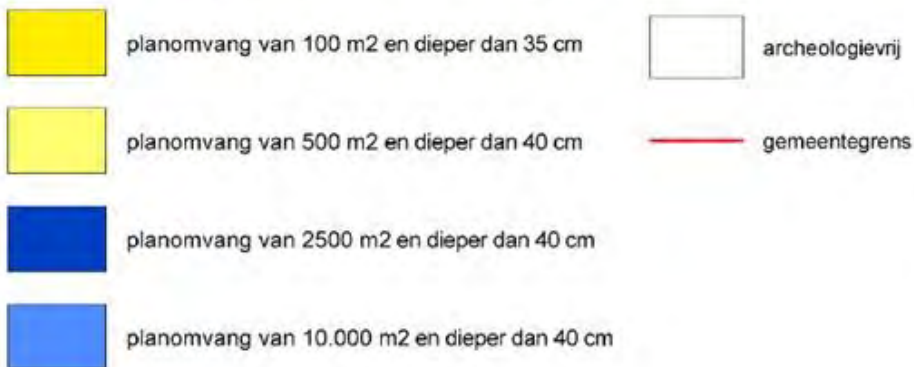 planomvang van 100 m2 en dieper dan 35 cm
planomvang van 500 m2 en dieper dan 40 cm
planomvang van 2500 m2 en dieper dan 40 cm
planomvang van 10.000 m2 en dieper dan 40 cm
archeologievrij
gemeentegrens